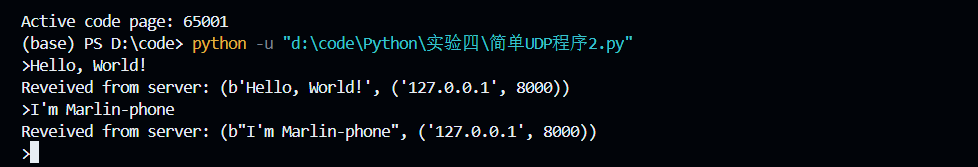 Active code page: 65001
(base) PS D:\code> python -u "d:\code\Python\实验四\简单UDP程序2.py"
>Hello, World!
Reveived from server: (b'Hello, World!', ('127.0.0.1', 8000))
>I'm Marlin-phone
Reveived from server: (b"I'm Marlin-phone", ('127.0.0.1', 8000))
>